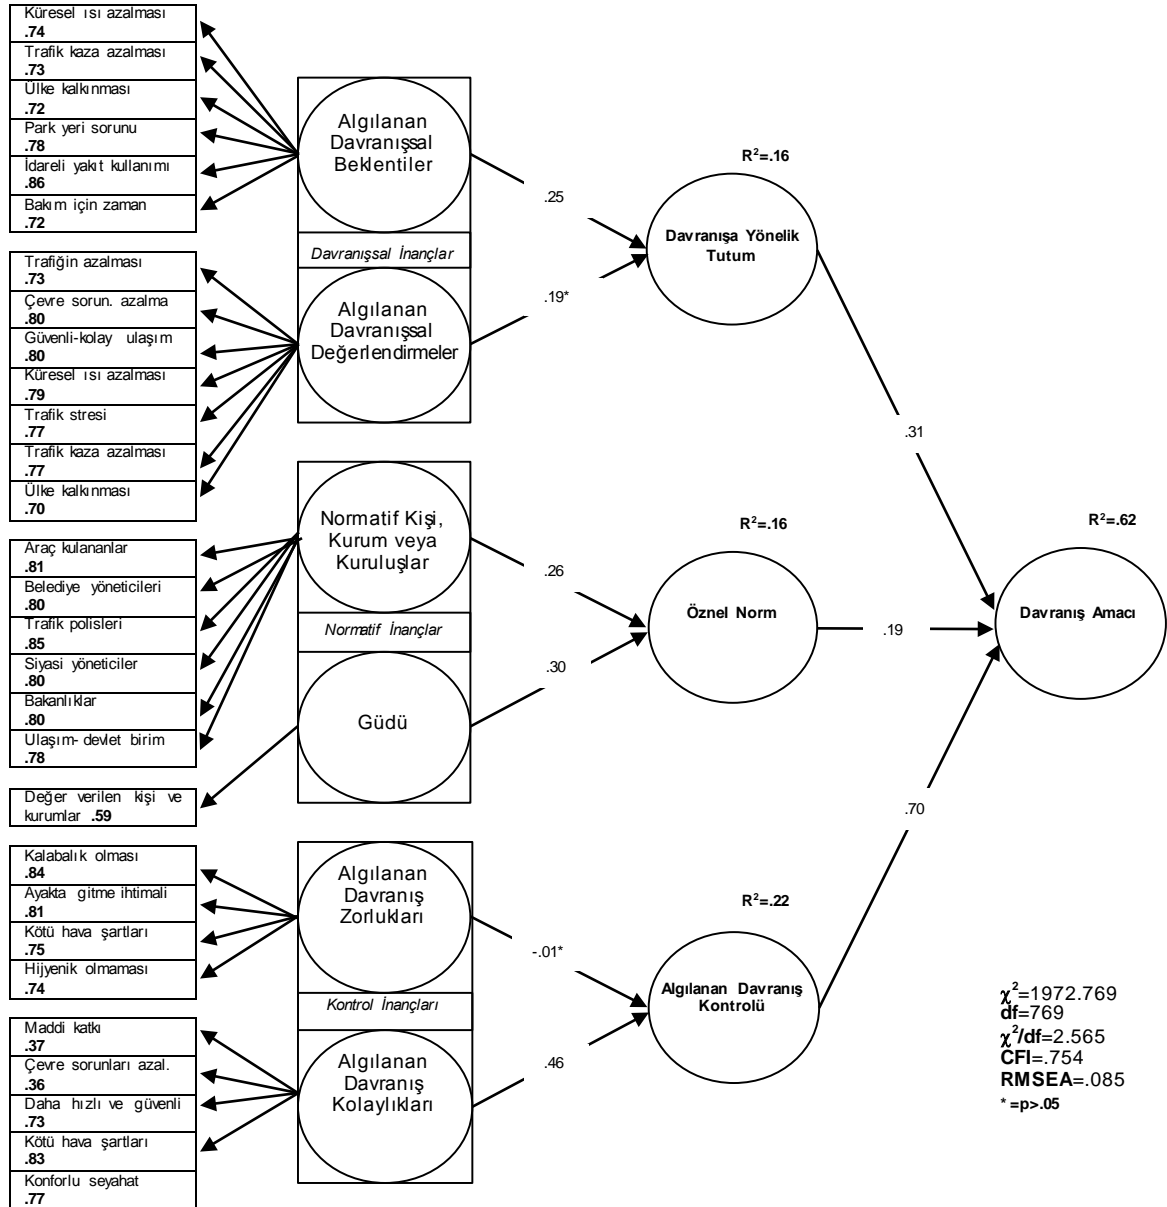 Küresel ısı azalması
.74
Trafik kaza azalması
.73
Ülke kalkınması
.72
Park yeri sorunu
.78
İdareli yakıt kullanımı
.86
Bakım için zaman
.72
Trafiğin azalması
.73
Çevre sorun. azalma
.80
Güvenli-kolay ulaşım
.80
Küresel ısı azalması
.79
Trafik stresi
.77
Trafik kaza azalması
.77
Ülke kalkınması
.70
Araç kulananlar
.81
Belediye yöneticileri
.80
Trafik polisleri
.85
Siyasi yöneticiler
.80
Bakanlıklar
.80
Ulaşım- devlet birim
.78
Değer verilen kişi ve
kurumlar .59
Kalabalık olması
.84
Ayakta gitme ihtimali
.81
Kötü hava şartları
.75
Hijyenik olmaması
.74
Maddi katkı
.37
Çevre sorunları azal.
.36
Daha hızlı ve güvenli
.73
Kötü hava şartları
.83
Konforlu seyahat
.77
Algılanan
Davranışsal
Beklentiler
Davranışsal İnançlar
Algılanan
Davranışsal
Değerlendirmeler
Normatif Kişi,
Kurum veya
Kuruluşlar
Normatif İnançlar
Güdü
Algılanan
Davranış
Zorlukları
Kontrol İnançları
Algılanan
Davranış
Kolaylıkları
.25
.19*
.26
.30
-.01*
.46
R²=.16
Davranışa Yönelik
Tutum
R²=.16
Öznel Norm
R²=.22
Algılanan Davranış
Kontrolü
.31
.19
.70
R²=.62
Davranış Amacı
χ²=1972.769
df=769
χ²/df=2.565
CFI=.754
RMSEA=.085
* =p>.05